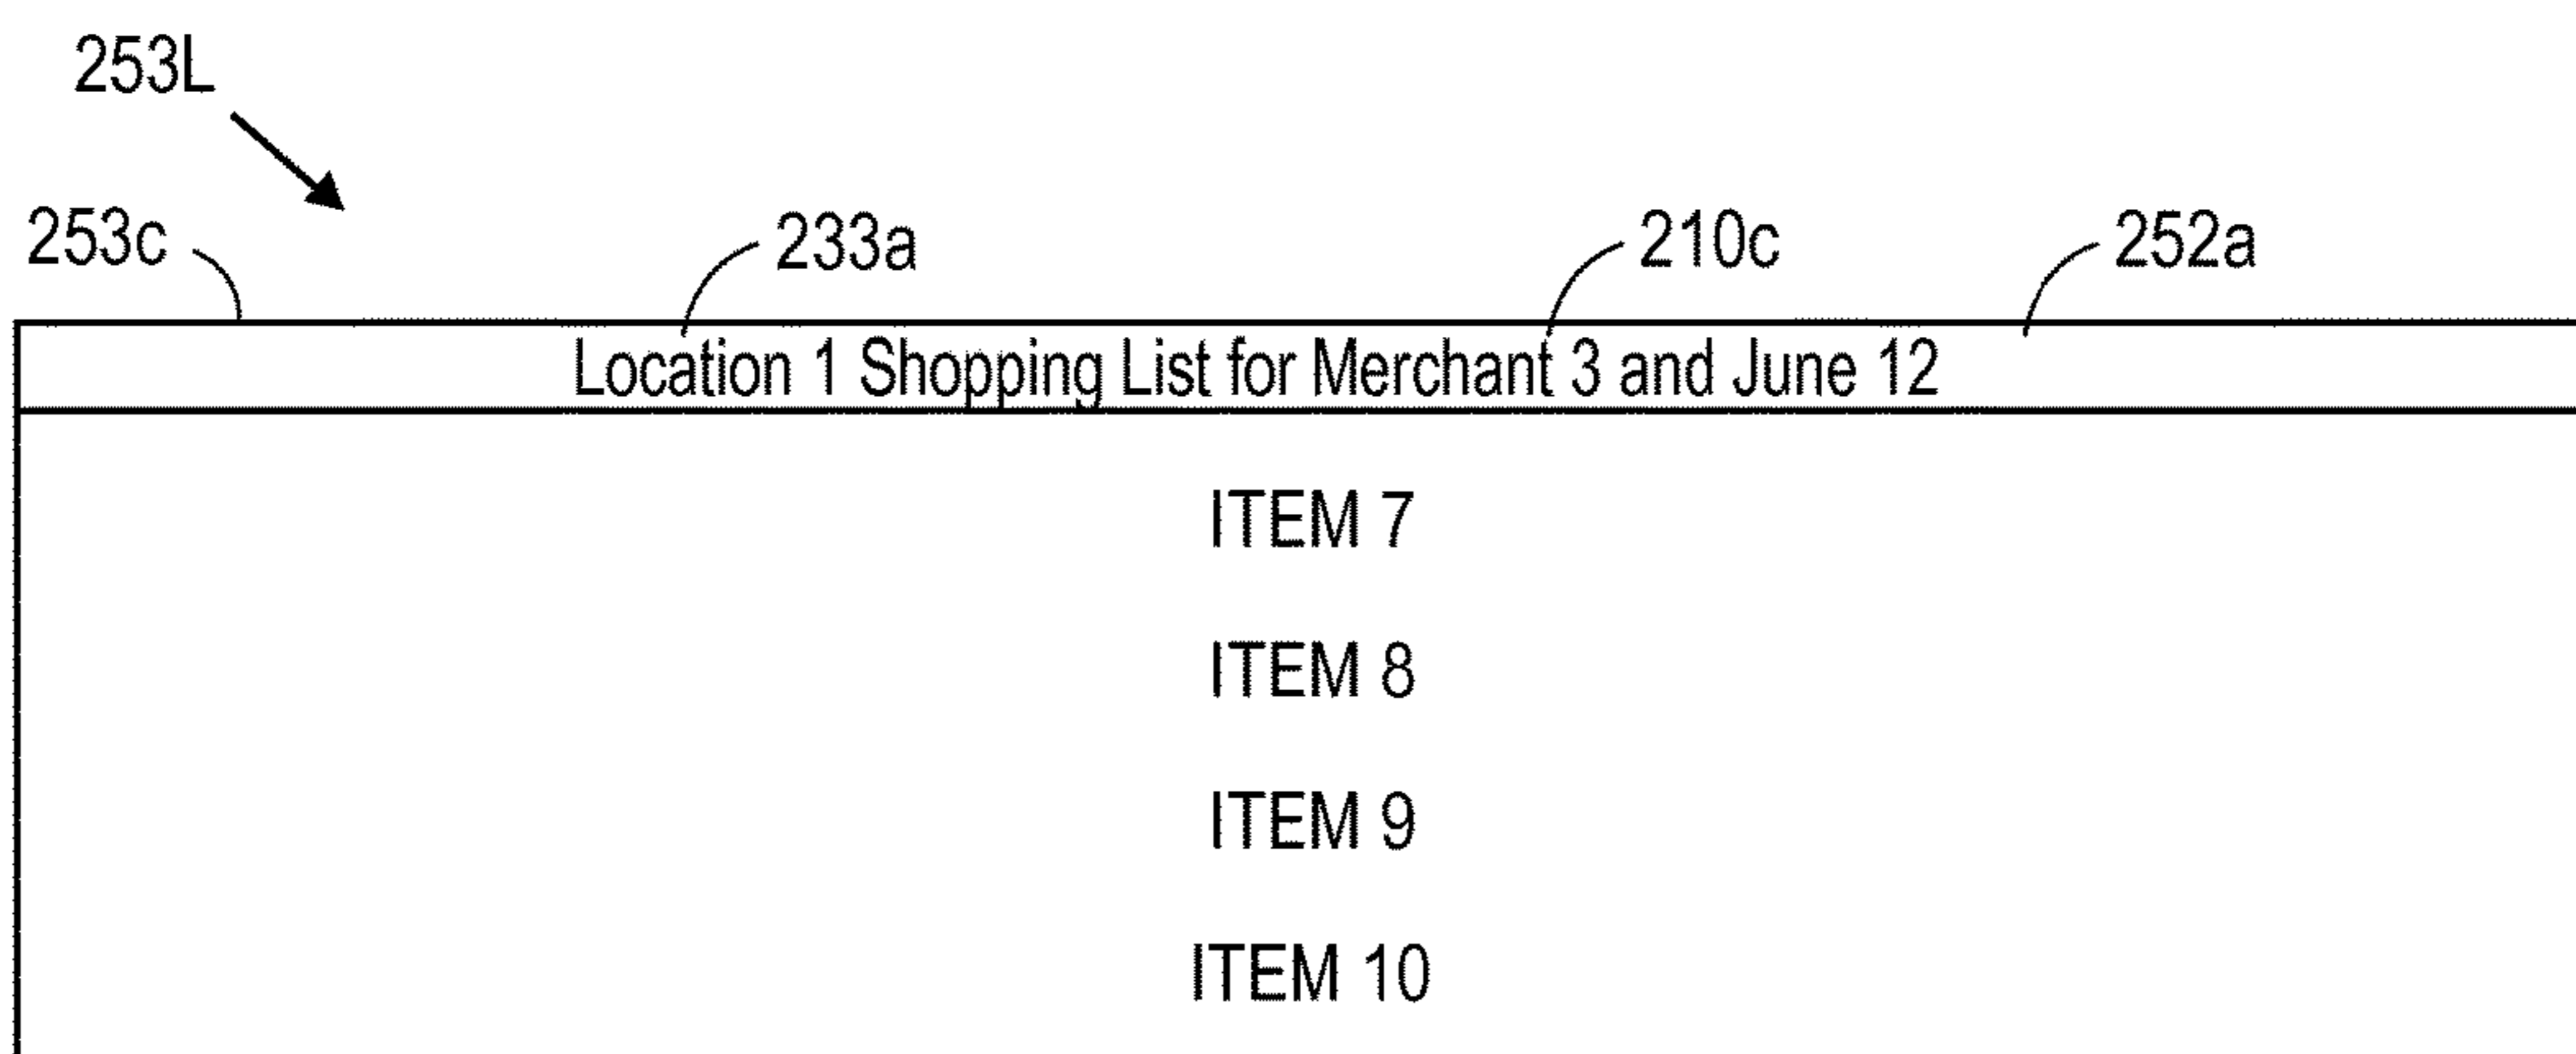 253L
253c 233a 210c 252a
Location 1 Shopping List for Merchant 3 and June 12
ITEM 7
ITEM 8
ITEM 9
ITEM 10